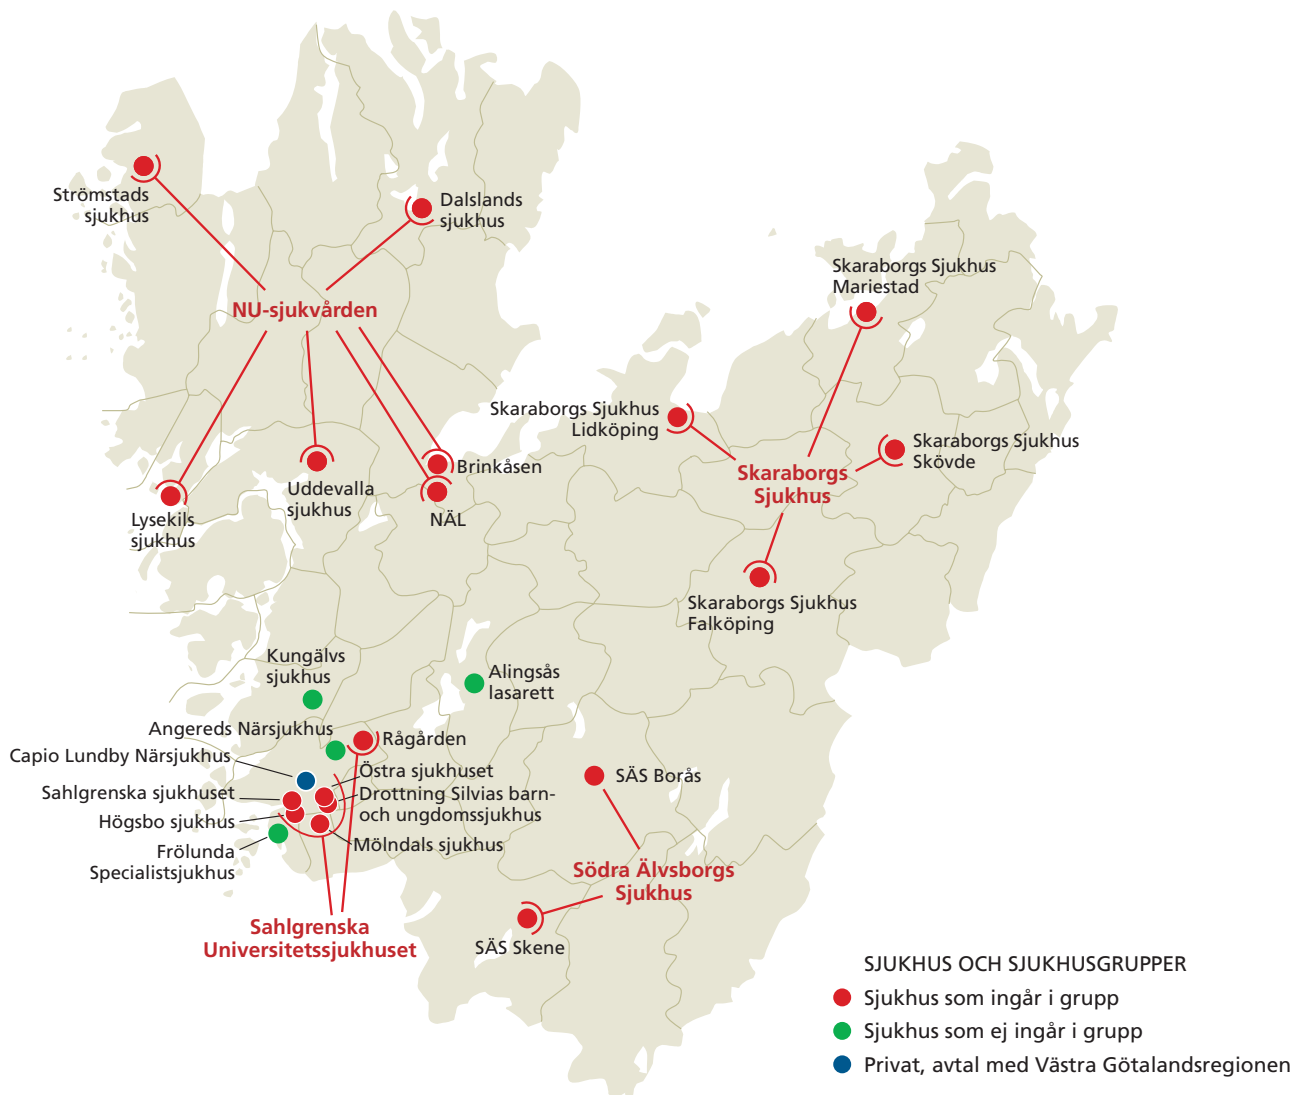 Strömstads
sjukhus
Dalslands
sjukhus
NU-sjukvården
Skaraborgs Sjukhus
Mariestad
Skaraborgs Sjukhus
Lidköping
Skaraborgs Sjukhus
Skövde
Skaraborgs
Sjukhus
Brinkåsen
Uddevalla
sjukhus
NÄL
Lysekils
sjukhus
Skaraborgs Sjukhus
Falköping
Kungälvs
sjukhus
Alingsås
lasarett
Angereds Närsjukhus
Rågården
Capio Lundby Närsjukhus
Östra sjukhuset
Sahlgrenska sjukhuset
Drottning Silvias barn-
och ungdomssjukhus
Högsbo sjukhus
Mölndals sjukhus
Frölunda
Specialistsjukhus
SÄS Borås
Södra Älvsborgs
Sjukhus
Sahlgrenska
Universitetssjukhuset
SÄS Skene
SJUKHUS OCH SJUKHUSGRUPPER
Sjukhus som ingår i grupp
Sjukhus som ej ingår i grupp
Privat, avtal med Västra Götalandsregionen